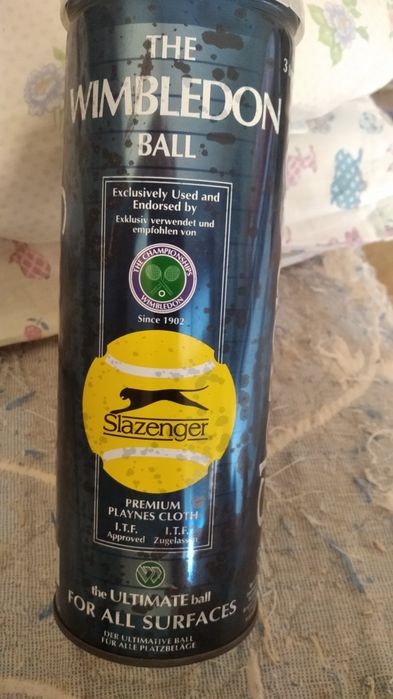 THE
WIMBLEDON
BALL
Exclusively Used and
Endorsed by
Exklusiv verwendet und
empfohlen von
THE CHAMPIONSHIPS
WIMBLEDON
Since 1902
Slazenger
PREMIUM
PLAYNES CLOTH
I.T.F. I.T.F.
Approved Zugelassen
the ULTIMATE ball
FOR ALL SURFACES
DER ULTIMATIVE BALL
FÜR ALLE PLATZBELÄGE
3